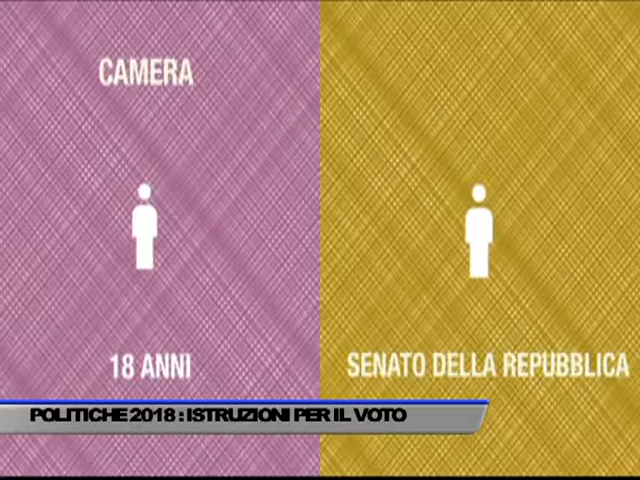 CAMERA
18 ANNI
SENATO DELLA REPUBBLICA
POLITICHE 2018 : ISTRUZIONI PER IL VOTO